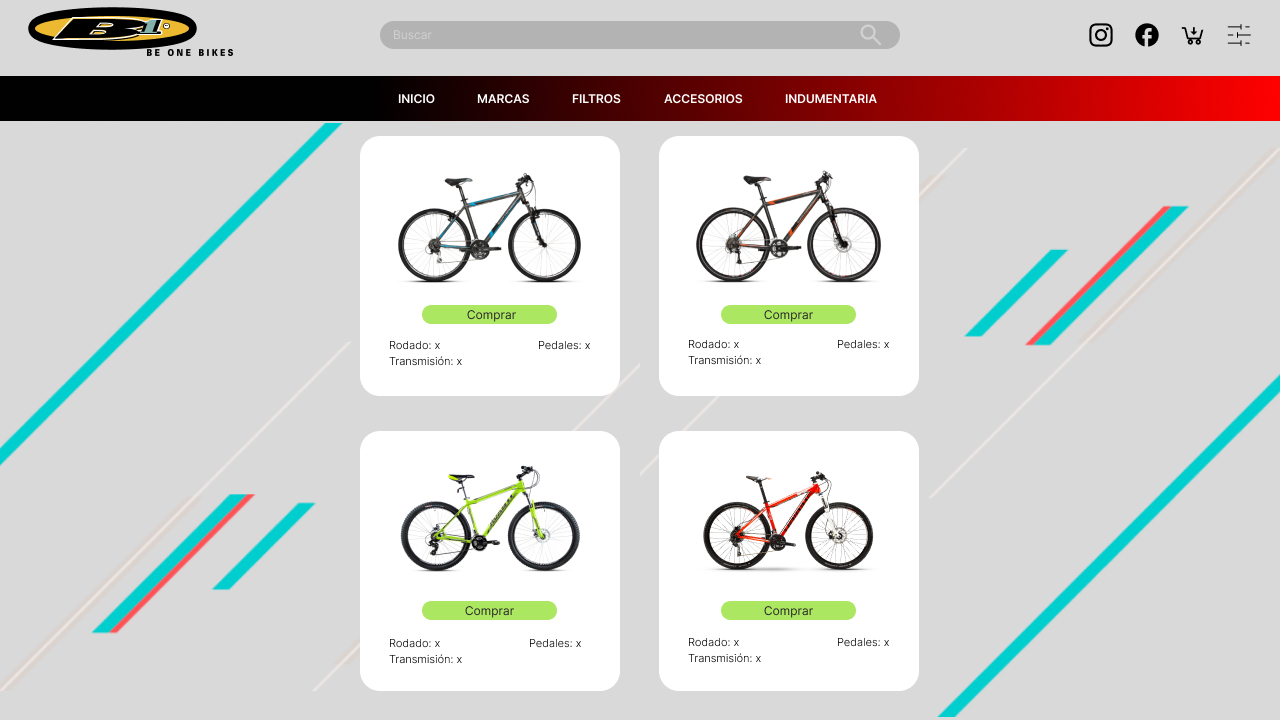 B1
BE ONE BIKES
Buscar
INICIO MARCAS FILTROS ACCESORIOS INDUMENTARIA
Comprar
Rodado: x Pedales: x
Transmisión: x
Comprar
Rodado: x Pedales: x
Transmisión: x
Comprar
Rodado: x Pedales: x
Transmisión: x
Comprar
Rodado: x Pedales: x
Transmisión: x